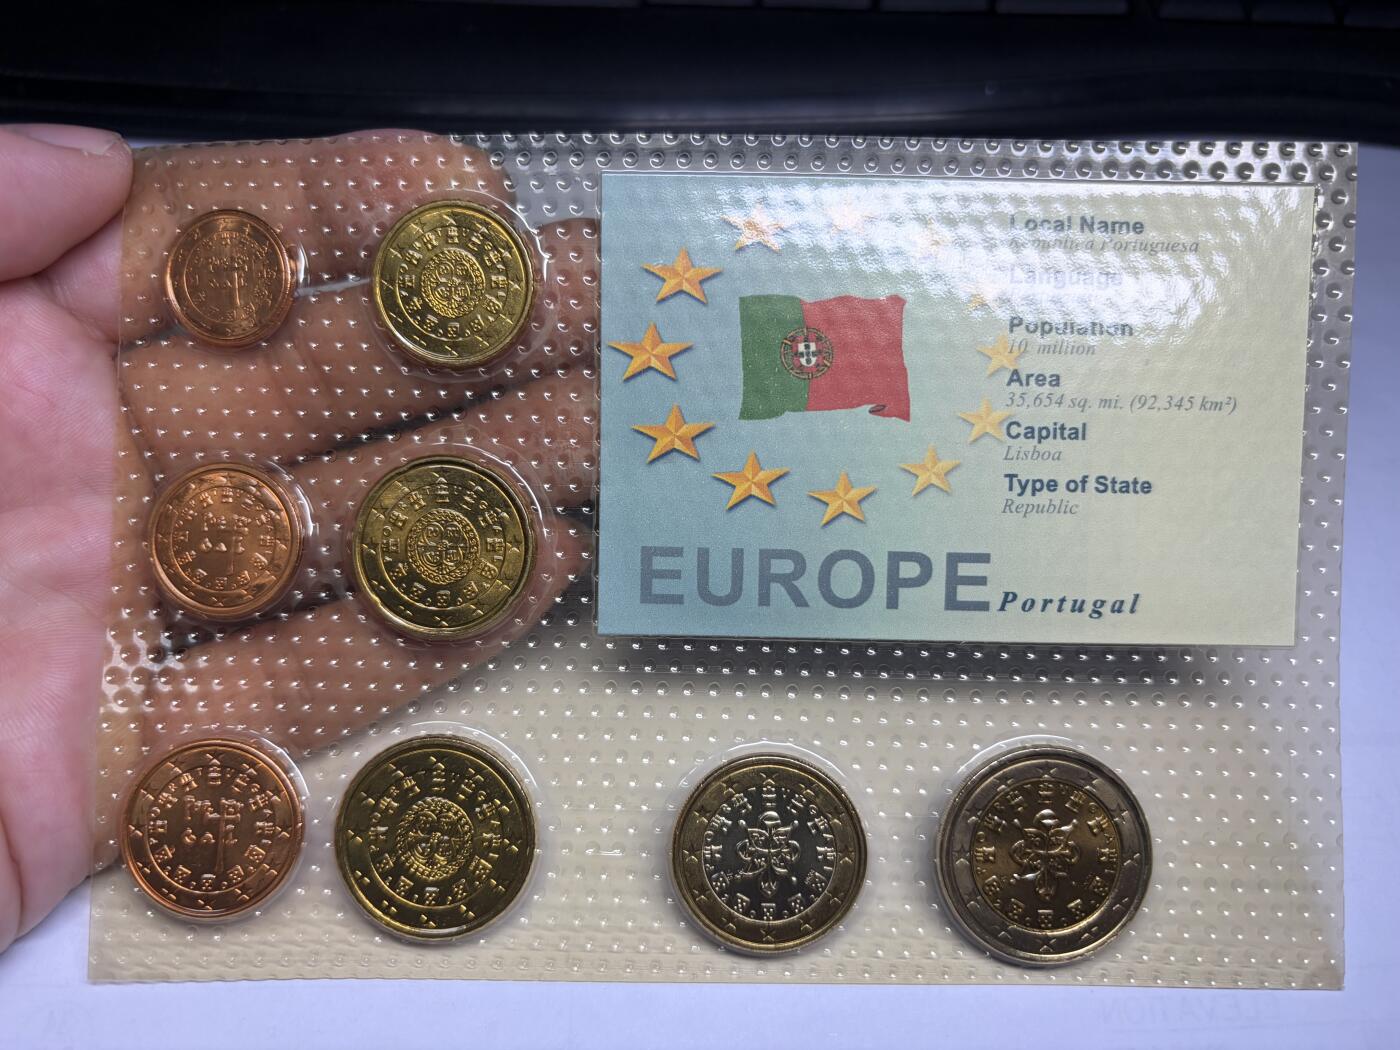 Local Name
República Portuguesa
Language
Population
10 million
Area
35,654 sq. mi. (92,345 km²)
Capital
Lisboa
Type of State
Republic
EUROPE Portugal